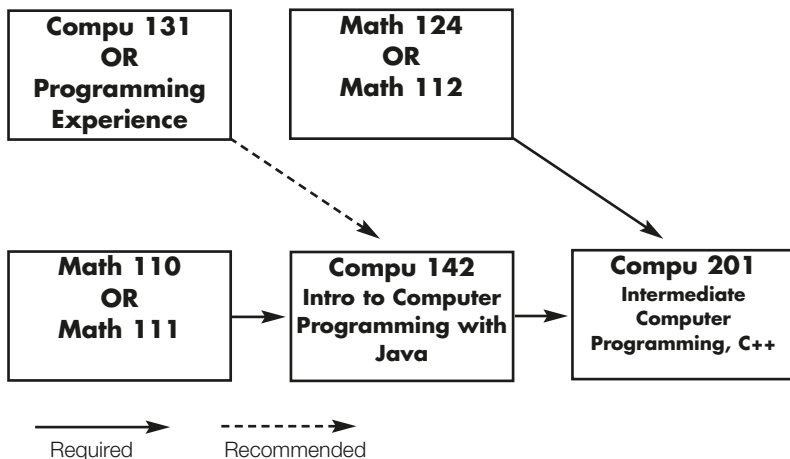 Compu 131
OR
Programming
Experience
Math 124
OR
Math 112
Math 110
OR
Math 111
Compu 142
Intro to Computer
Programming with
Java
Compu 201
Intermediate
Computer
Programming, C++
Required
Recommended